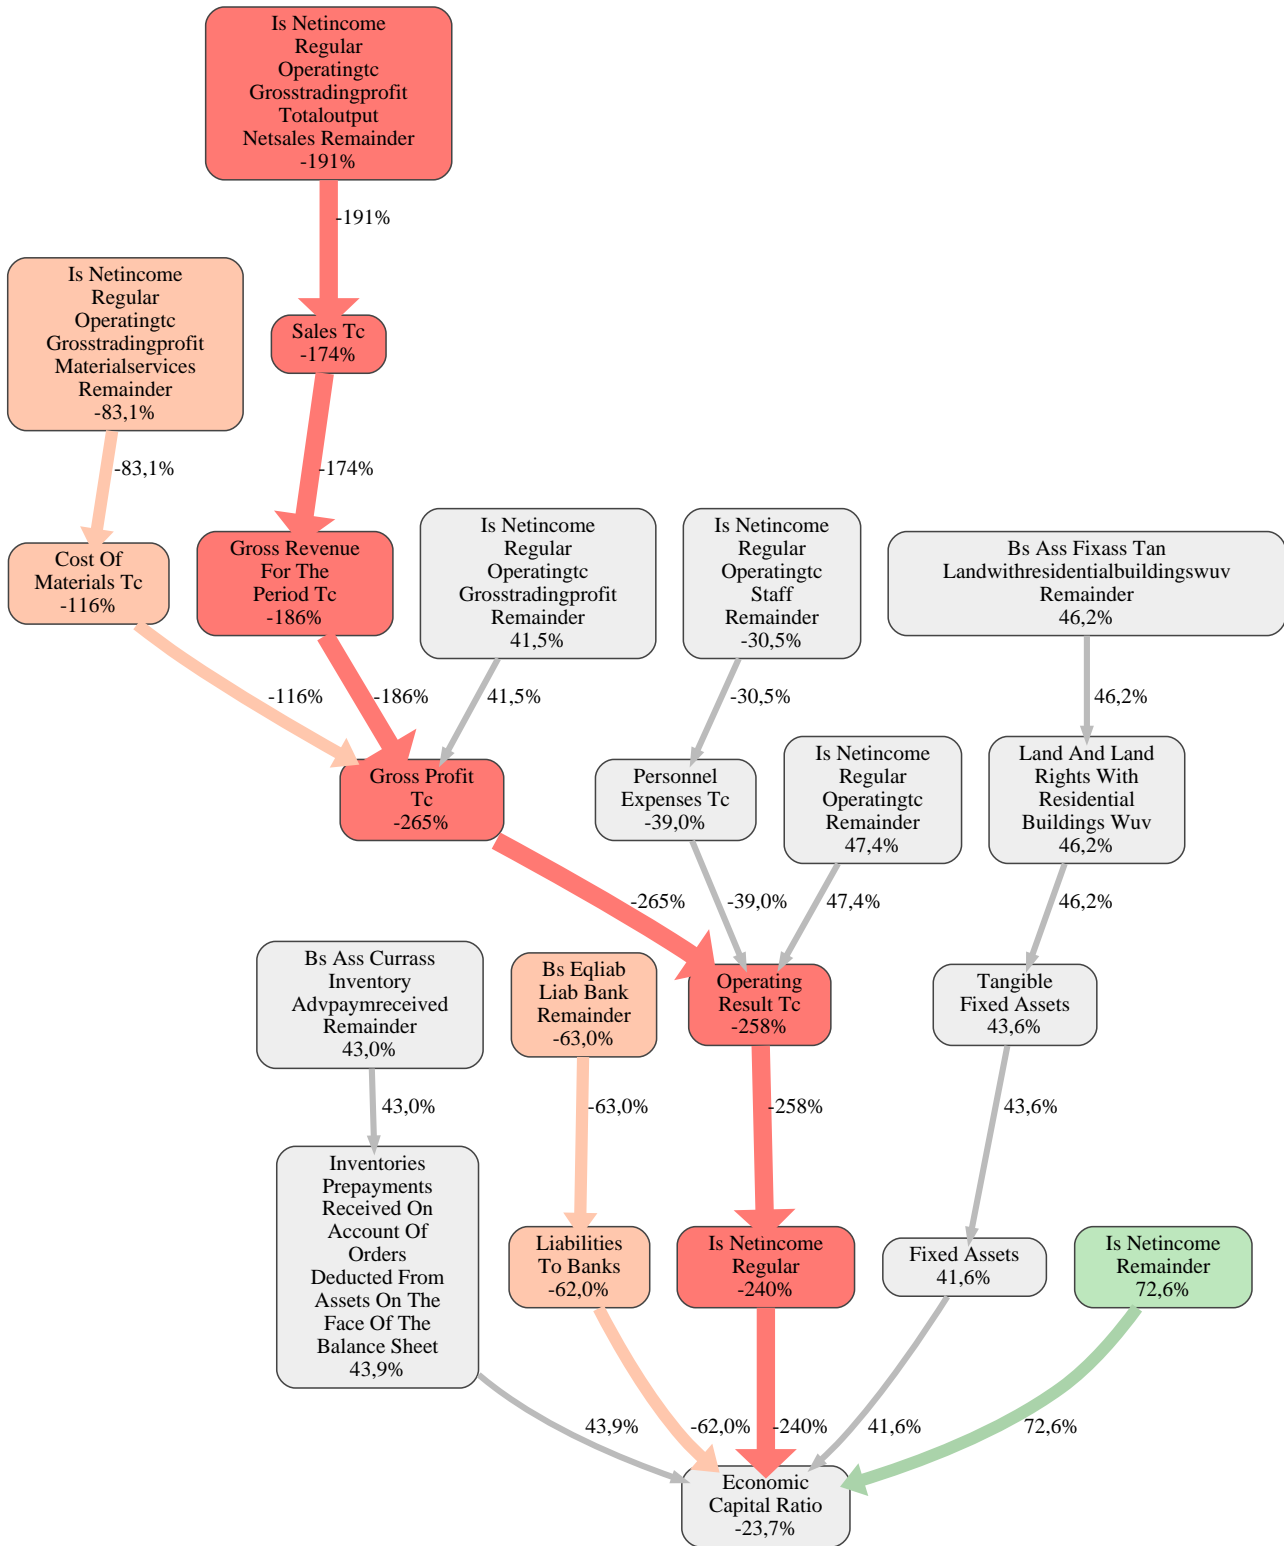 Is Netincome
Regular
Operatingtc
Grosstradingprofit
Totaloutput
Netsales Remainder
-191%
-191%
Is Netincome
Regular
Operatingtc
Grosstradingprofit
Materialservices
Remainder
-83,1%
Sales Tc
-174%
-83,1%
-174%
Cost Of
Materials Tc
-116%
Gross Revenue
For The
Period Tc
-186%
Is Netincome
Regular
Operatingtc
Grosstradingprofit
Remainder
41,5%
Is Netincome
Regular
Operatingtc
Staff
Remainder
-30,5%
Bs Ass Fixass Tan
Landwithresidentialbuildingswuv
Remainder
46,2%
-116%
-186%
41,5%
-30,5%
46,2%
Gross Profit
Tc
-265%
Personnel
Expenses Tc
-39,0%
Is Netincome
Regular
Operatingtc
Remainder
47,4%
Land And Land
Rights With
Residential
Buildings Wuv
46,2%
-265%
-39,0%
47,4%
46,2%
Bs Ass Currass
Inventory
Advpaymreceived
Remainder
43,0%
Bs Eqliab
Liab Bank
Remainder
-63,0%
Operating
Result Tc
-258%
Tangible
Fixed Assets
43,6%
43,0%
-63,0%
-258%
43,6%
Inventories
Prepayments
Received On
Account Of
Orders
Deducted From
Assets On The
Face Of The
Balance Sheet
43,9%
Liabilities
To Banks
-62,0%
Is Netincome
Regular
-240%
Fixed Assets
41,6%
Is Netincome
Remainder
72,6%
43,9%
-62,0%
-240%
41,6%
72,6%
Economic
Capital Ratio
-23,7%